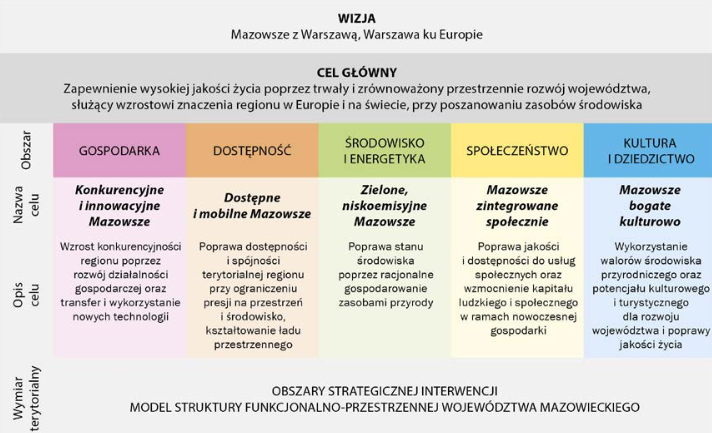 WIZJA
Mazowsze z Warszawą, Warszawa ku Europie
CEL GŁÓWNY
Zapewnienie wysokiej jakości życia poprzez trwały i zrównoważony przestrzennie rozwój województwa,
służący wzrostowi znaczenia regionu w Europie i na świecie, przy poszanowaniu zasobów środowiska
Obszar
GOSPODARKA
DOSTĘPNOŚĆ
ŚRODOWISKO
I ENERGETYKA
SPOŁECZEŃSTWO
KULTURA
I DZIEDZICTWO
Nazwa
celu
Konkurencyjne
i innowacyjne
Mazowsze
Dostępne
i mobilne Mazowsze
Zielone,
niskoemisyjne
Mazowsze
Mazowsze
zintegrowane
społecznie
Mazowsze
bogate
kulturowo
Opis
celu
Wzrost konkurencyjności
regionu poprzez
rozwój działalności
gospodarczej oraz
transfer i wykorzystanie
nowych technologii
Poprawa dostępności
i spójności
terytorialnej regionu
przy ograniczeniu
presji na przestrzeń
i środowisko,
kształtowanie ładu
przestrzennego
Poprawa stanu
środowiska
poprzez racjonalne
gospodarowanie
zasobami przyrody
Poprawa jakości
i dostępności do usług
społecznych oraz
wzmocnienie kapitału
ludzkiego i społecznego
w ramach nowoczesnej
gospodarki
Wykorzystanie
walorów środowiska
przyrodniczego oraz
potencjału kulturowego
i turystycznego
dla rozwoju
województwa i poprawy
jakości życia
Wymiar
terytorialny
OBSZARY STRATEGICZNEJ INTERWENCJI
MODEL STRUKTURY FUNKCJONALNO-PRZESTRZENNEJ WOJEWÓDZTWA MAZOWIECKIEGO